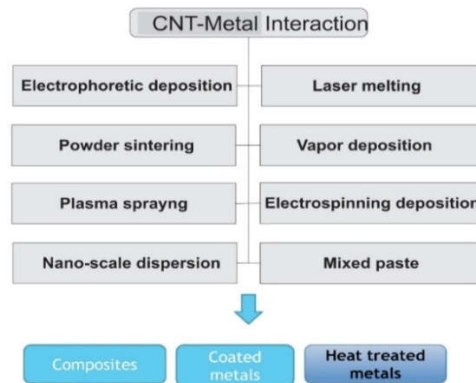 CNT-Metal Interaction
Electrophoretic deposition
Laser melting
Powder sintering
Vapor deposition
Plasma sprayng
Electrospinning deposition
Nano-scale dispersion
Mixed paste
Composites
Coated
metals
Heat treated
metals